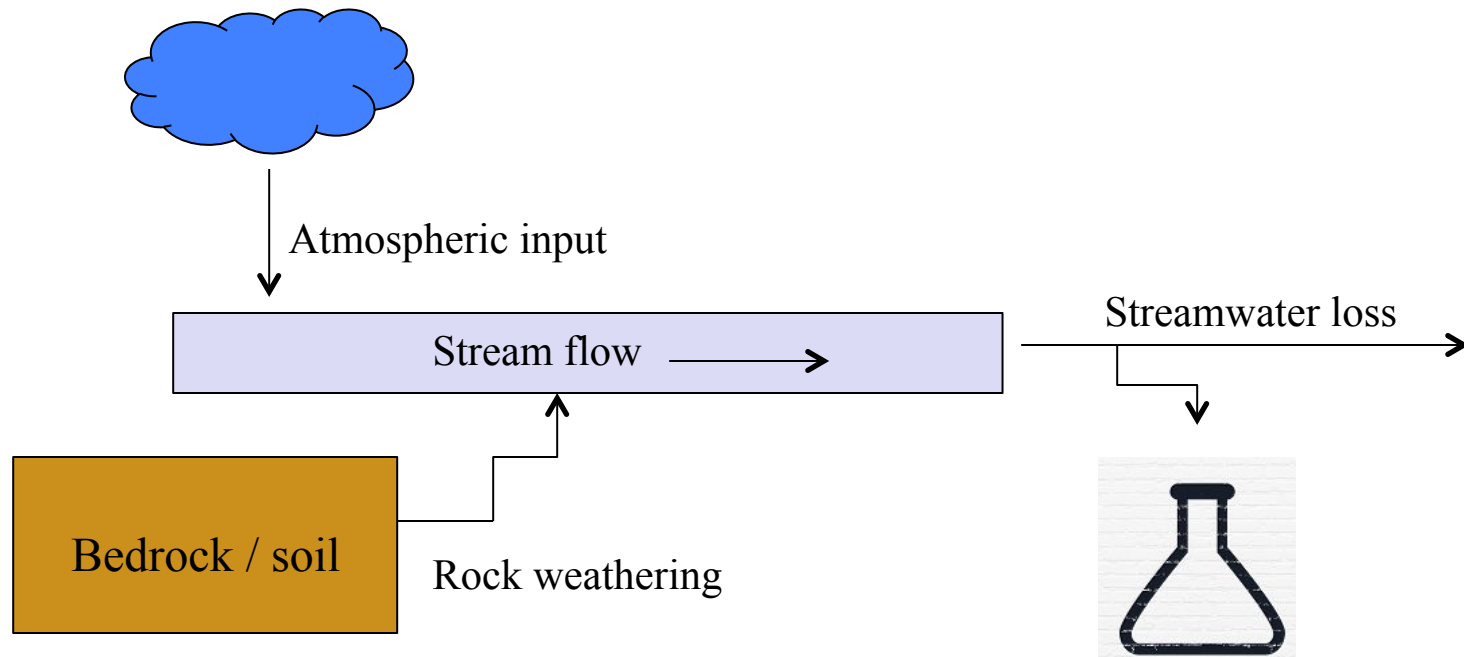 Atmospheric input
Streamwater loss
Stream flow
Bedrock / soil
Rock weathering